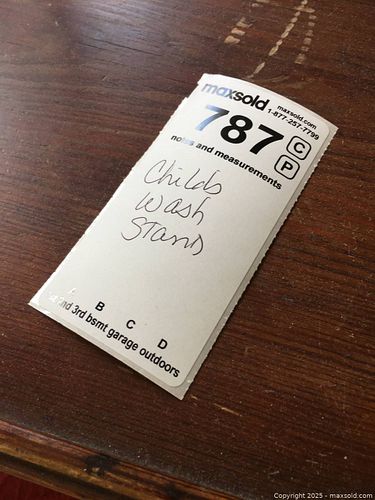 maxsold
maxsold.com
1-877-257-7799
787
C
P
notes and measurements
Childs
Wash
Stand
B
C
D
2nd 3rd bsmt garage outdoors
Copyright 2025 - maxsold.com